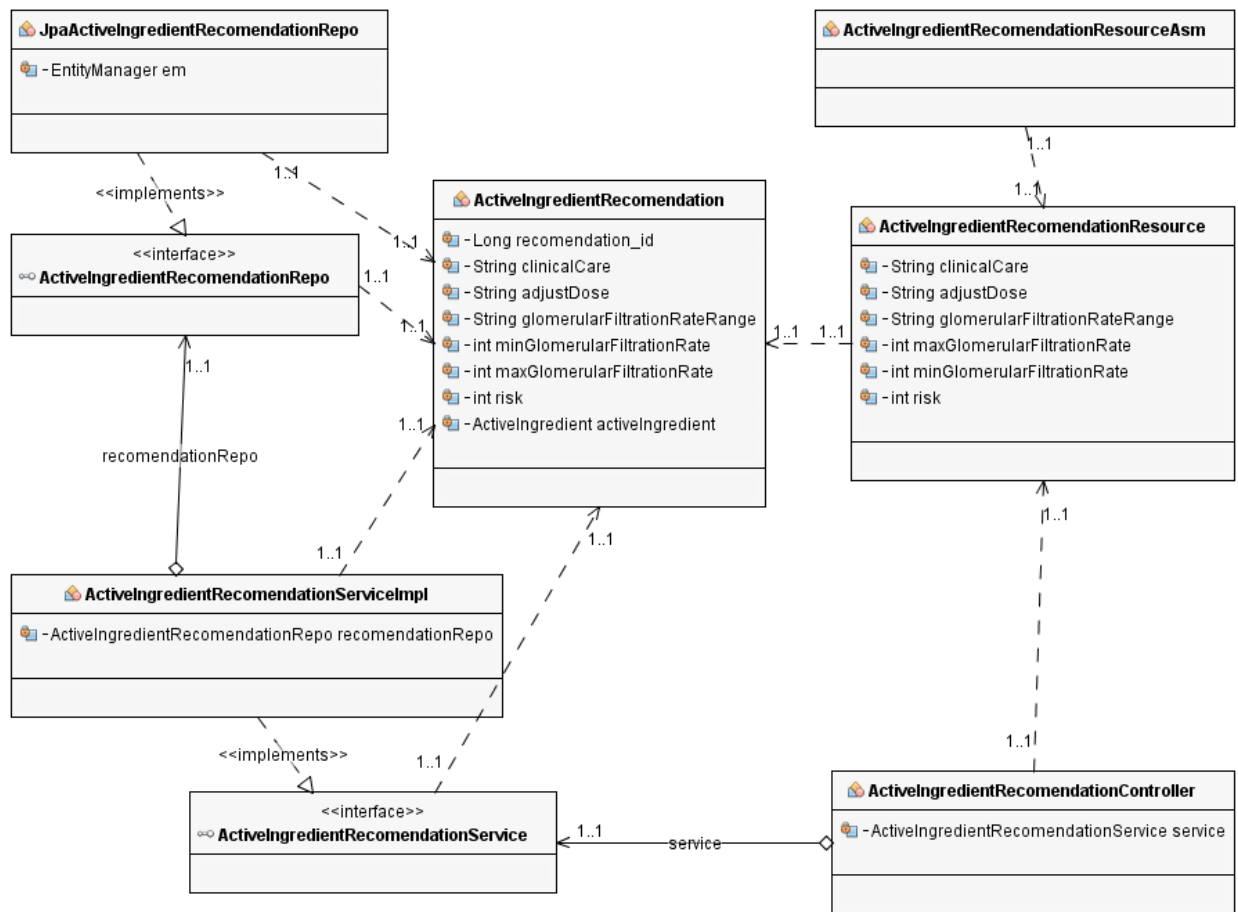 JpaActiveIngredientRecomendationRepo
- EntityManager em
ActiveIngredientRecomendationResourceAsm
1..1
1..1
<<implements>>
1..1
1..1
<<interface>>
ActiveIngredientRecomendationRepo
1..1
1..1
1..1
ActiveIngredientRecomendation
- Long recomendation_id
- String clinicalCare
- String adjustDose
- String glomerularFiltrationRateRange
- int minGlomerularFiltrationRate
- int maxGlomerularFiltrationRate
- int risk
- ActiveIngredient activeIngredient
1..1
1..1
ActiveIngredientRecomendationResource
- String clinicalCare
- String adjustDose
- String glomerularFiltrationRateRange
- int maxGlomerularFiltrationRate
- int minGlomerularFiltrationRate
- int risk
recomendationRepo
1..1
1..1
1..1
1..1
ActiveIngredientRecomendationServiceImpl
- ActiveIngredientRecomendationRepo recomendationRepo
<<implements>>
1..1
1..1
<<interface>>
ActiveIngredientRecomendationService
1..1
service
ActiveIngredientRecomendationController
- ActiveIngredientRecomendationService service